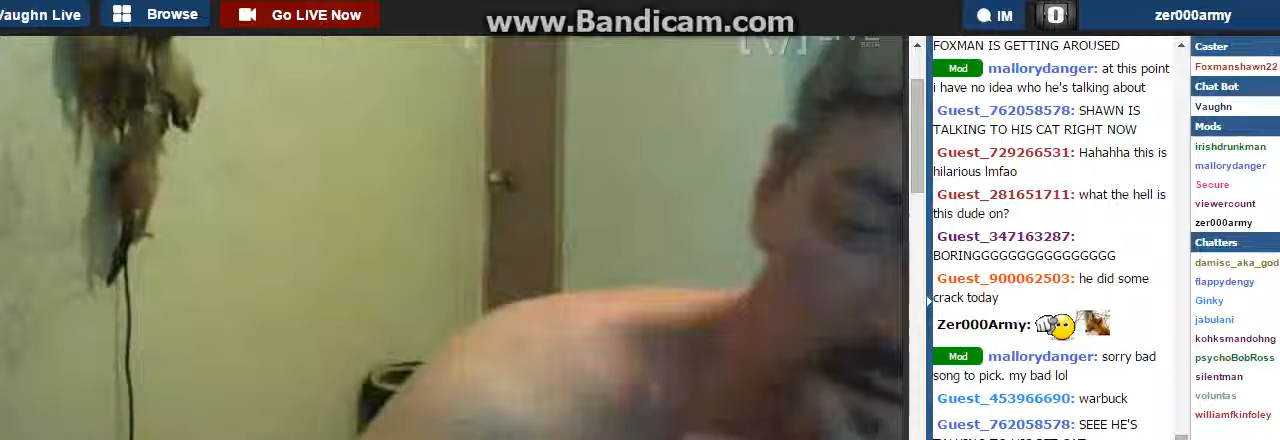 Vaughn Live
Browse
Go LIVE Now
www.Bandicam.com
IM
0
zer000army
LIVE
BETA
FOXMAN IS GETTING AROUSED
Mod mallorydanger: at this point
i have no idea who he's talking about
Guest_762058578: SHAWN IS
TALKING TO HIS CAT RIGHT NOW
Guest_729266531: Hahahha this is
hilarious lmfao
Guest_281651711: what the hell is
this dude on?
Guest_347163287:
BORINGGGGGGGGGGGGGGGG
Guest_900062503: he did some
crack today
Zer000Army:
Mod mallorydanger: sorry bad
song to pick. my bad lol
Guest_453966690: warbuck
Guest_762058578: SEEE HE'S
Caster
Foxmanshawn22
Chat Bot
Vaughn
Mods
irishdrunkman
mallorydanger
Secure
viewercount
zer000army
Chatters
damisc_aka_god
flappydengy
Ginky
jabulani
kohksmandohng
psychoBobRoss
silentman
voluntas
williamfkinfoley